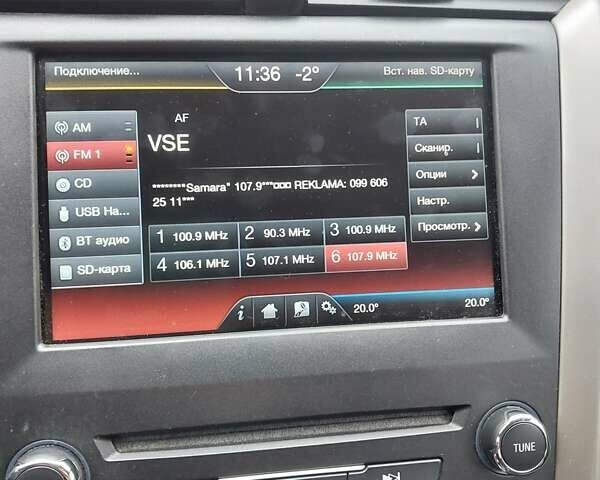 Подключение...
11:36 -2°
Вст. нав. SD-карту
AM
FM 1
CD
USB На...
BT аудио
SD-карта
AF
VSE
********Samara" 107.9***¤¤¤ REKLAMA: 099 606
25 11***
1 100.9 MHz
2 90.3 MHz
3 100.9 MHz
4 106.1 MHz
5 107.1 MHz
6 107.9 MHz
TA
Сканир.
Опции >
Настр.
Просмотр. >
i
20.0°
20.0°
TUNE